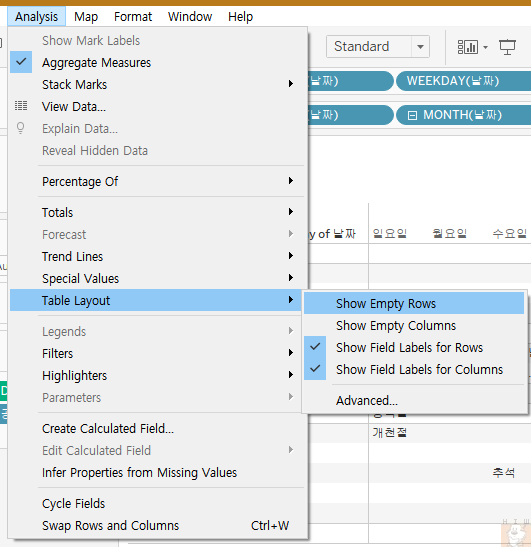 Analysis Map Format Window Help
Show Mark Labels
Aggregate Measures
Stack Marks
View Data...
Explain Data...
Reveal Hidden Data
Percentage Of
Totals
Forecast
Trend Lines
Special Values
Table Layout
Legends
Filters
Highlighters
Parameters
Create Calculated Field...
Edit Calculated Field
Infer Properties from Missing Values
Cycle Fields
Swap Rows and Columns Ctrl+W
Standard
짜) WEEKDAY(날짜)
짜) MONTH(날짜)
y of 날짜 일요일 월요일 수요일
Show Empty Rows
Show Empty Columns
Show Field Labels for Rows
Show Field Labels for Columns
Advanced...
개천절
추석